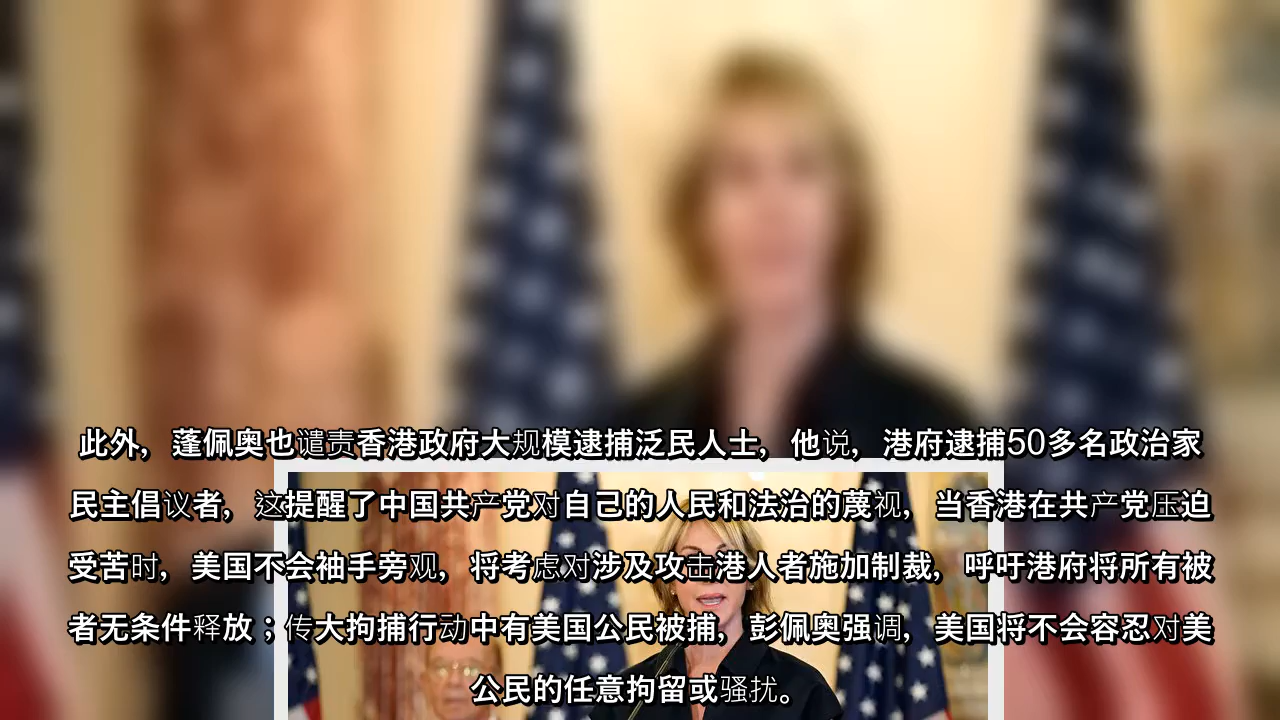 此外，蓬佩奥也谴责香港政府大规模逮捕泛民人士，他说，港府逮捕50多名政治家
民主倡议者，这提醒了中国共产党对自己的人民和法治的蔑视，当香港在共产党压迫
受苦时，美国不会袖手旁观，将考虑对涉及攻击港人者施加制裁，呼吁港府将所有被
者无条件释放；传大拘捕行动中有美国公民被捕，彭佩奥强调，美国将不会容忍对美
公民的任意拘留或骚扰。